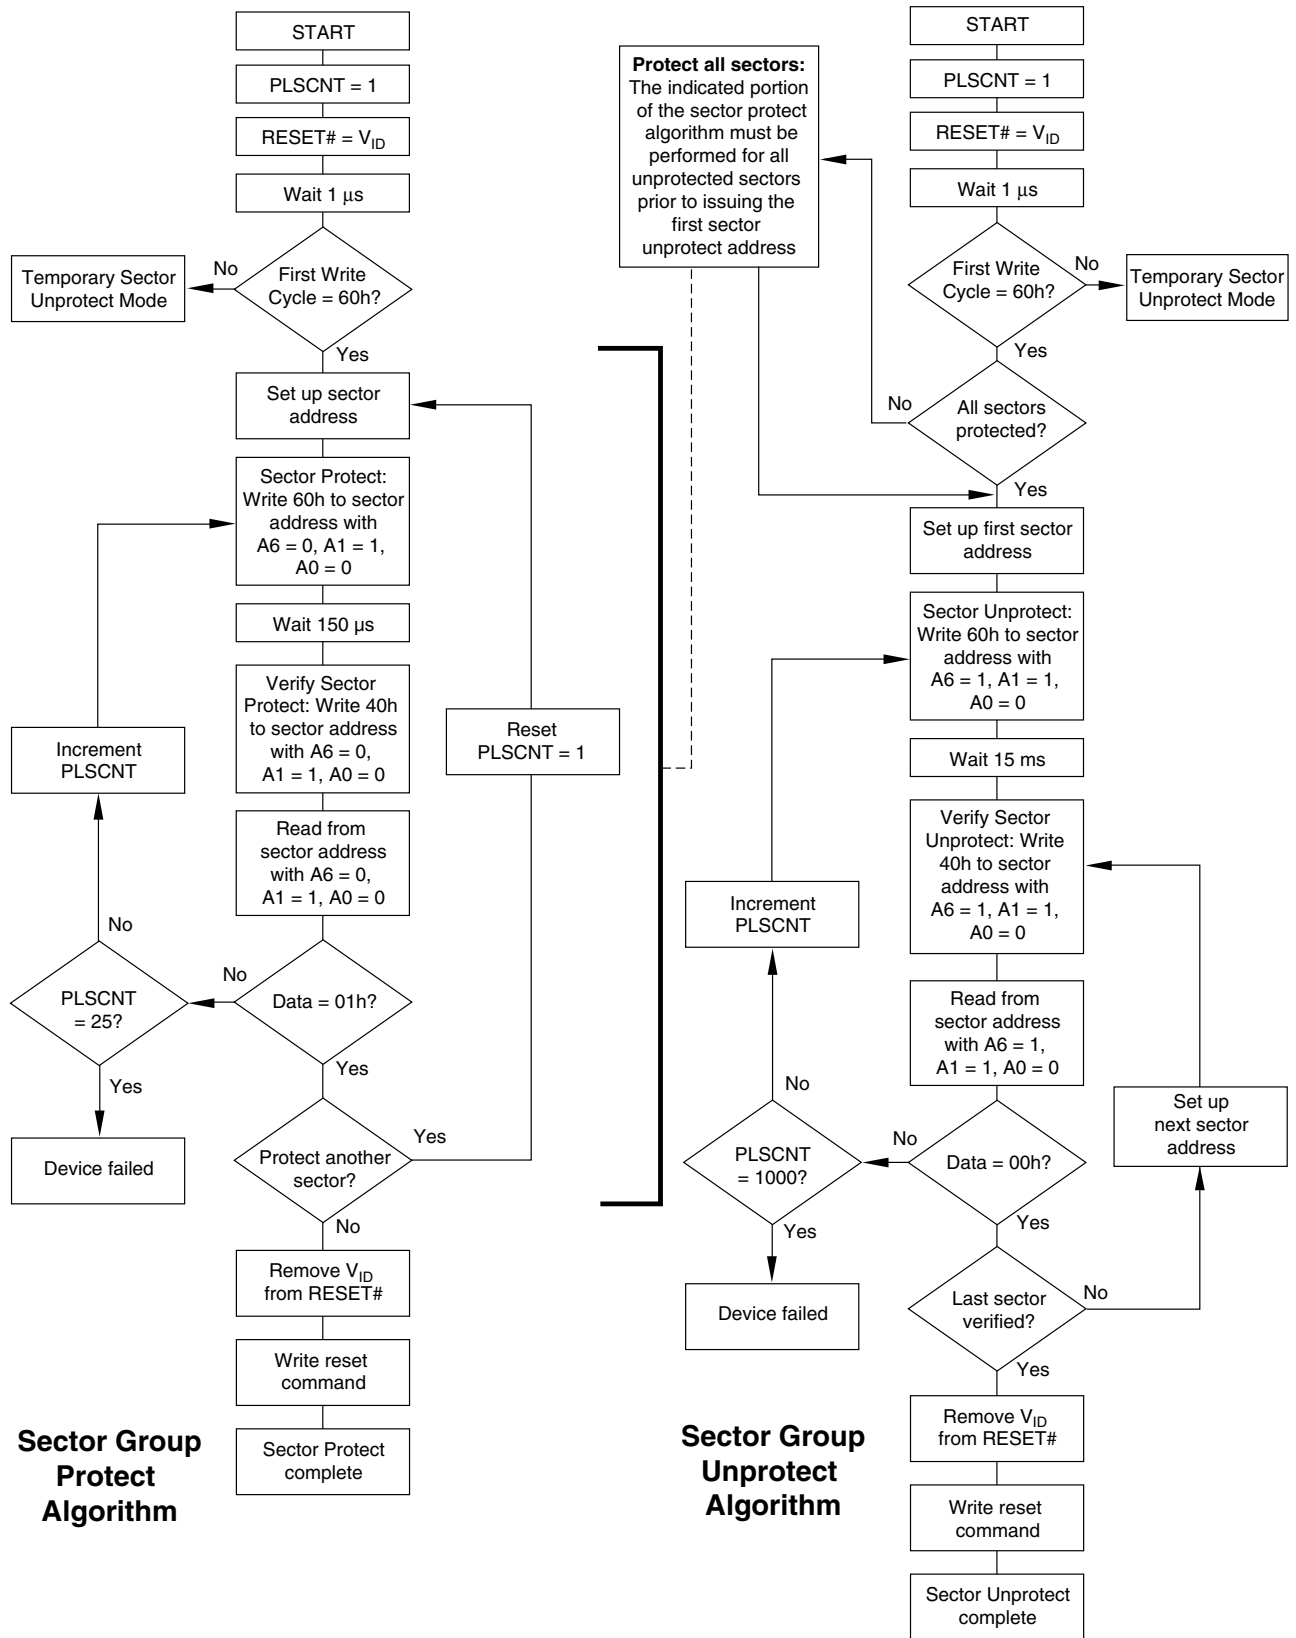 START
PLSCNT = 1
RESET# = VID
Wait 1 μs
First Write
Cycle = 60h?
No
Temporary Sector
Unprotect Mode
Yes
Set up sector
address
Sector Protect:
Write 60h to sector
address with
A6 = 0, A1 = 1,
A0 = 0
Wait 150 µs
Verify Sector
Protect: Write 40h
to sector address
with A6 = 0,
A1 = 1, A0 = 0
Reset
PLSCNT = 1
Increment
PLSCNT
Read from
sector address
with A6 = 0,
A1 = 1, A0 = 0
No
No
Data = 01h?
PLSCNT
= 25?
Yes
Yes
Device failed
Protect another
sector?
Yes
No
Remove VID
from RESET#
Write reset
command
Sector Protect
complete
Sector Group
Protect
Algorithm
Protect all sectors:
The indicated portion
of the sector protect
algorithm must be
performed for all
unprotected sectors
prior to issuing the
first sector
unprotect address
START
PLSCNT = 1
RESET# = VID
Wait 1 μs
First Write
Cycle = 60h?
No
Temporary Sector
Unprotect Mode
Yes
No
All sectors
protected?
Yes
Set up first sector
address
Sector Unprotect:
Write 60h to sector
address with
A6 = 1, A1 = 1,
A0 = 0
Wait 15 ms
Verify Sector
Unprotect: Write
40h to sector
address with
A6 = 1, A1 = 1,
A0 = 0
Increment
PLSCNT
Read from
sector address
with A6 = 1,
A1 = 1, A0 = 0
No
No
Data = 00h?
PLSCNT
= 1000?
Set up
next sector
address
Yes
Yes
Device failed
Last sector
verified?
No
Yes
Remove VID
from RESET#
Write reset
command
Sector Unprotect
complete
Sector Group
Unprotect
Algorithm